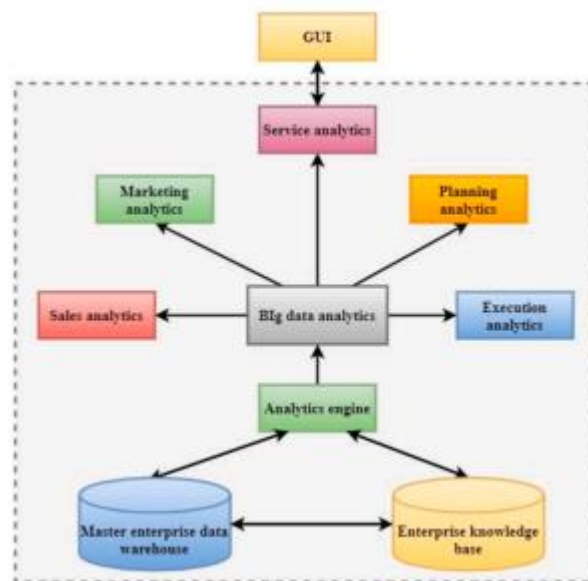 GUI
Service analytics
Marketing
analytics
Planning
analytics
Sales analytics
BIg data analytics
Execution
analytics
Analytics engine
Master enterprise data
warehouse
Enterprise knowledge
base